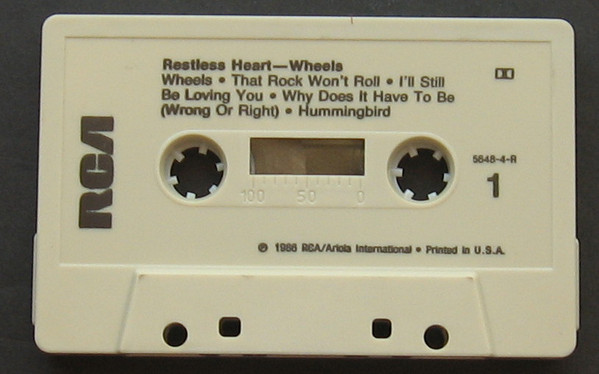 Restless Heart—Wheels
Wheels • That Rock Won't Roll • I'll Still
Be Loving You • Why Does It Have To Be
(Wrong Or Right) • Hummingbird
RCA
5648-4-R
1
100 50 0
℗ 1986 RCA/Ariola International • Printed in U.S.A.